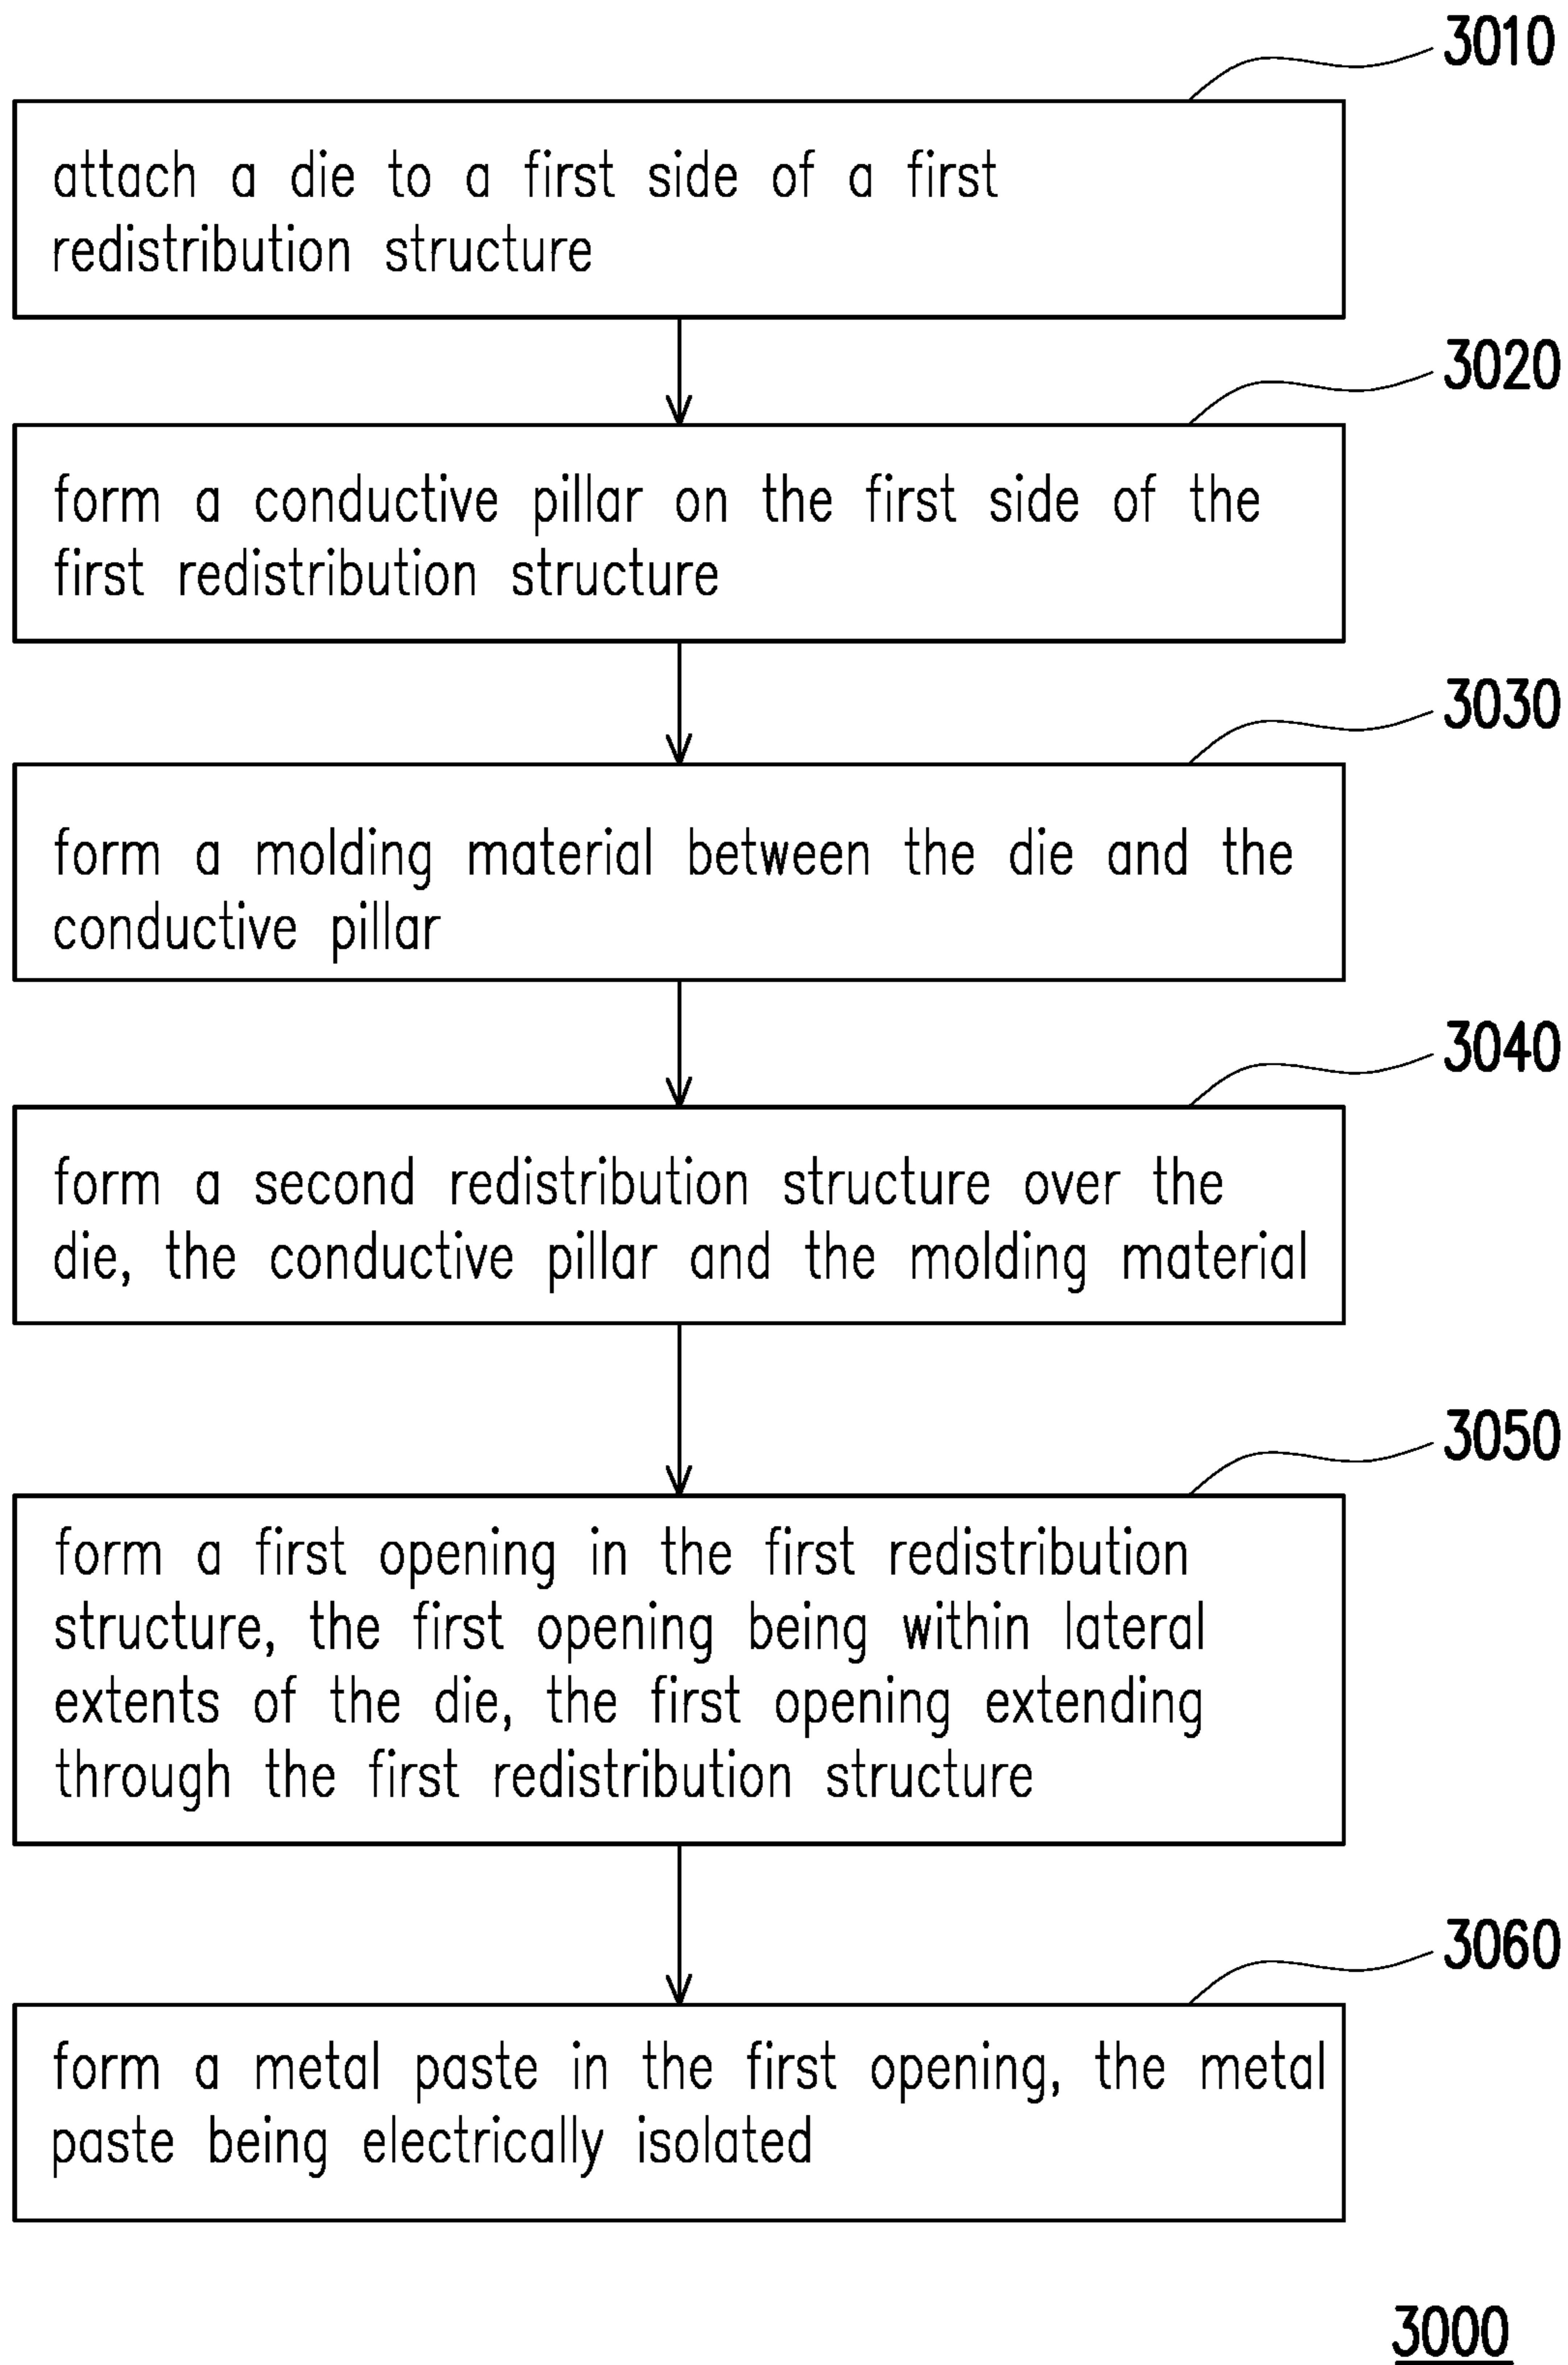 3010
attach a die to a first side of a first
redistribution structure
3020
form a conductive pillar on the first side of the
first redistribution structure
3030
form a molding material between the die and the
conductive pillar
3040
form a second redistribution structure over the
die, the conductive pillar and the molding material
3050
form a first opening in the first redistribution
structure, the first opening being within lateral
extents of the die, the first opening extending
through the first redistribution structure
3060
form a metal paste in the first opening, the metal
paste being electrically isolated
3000